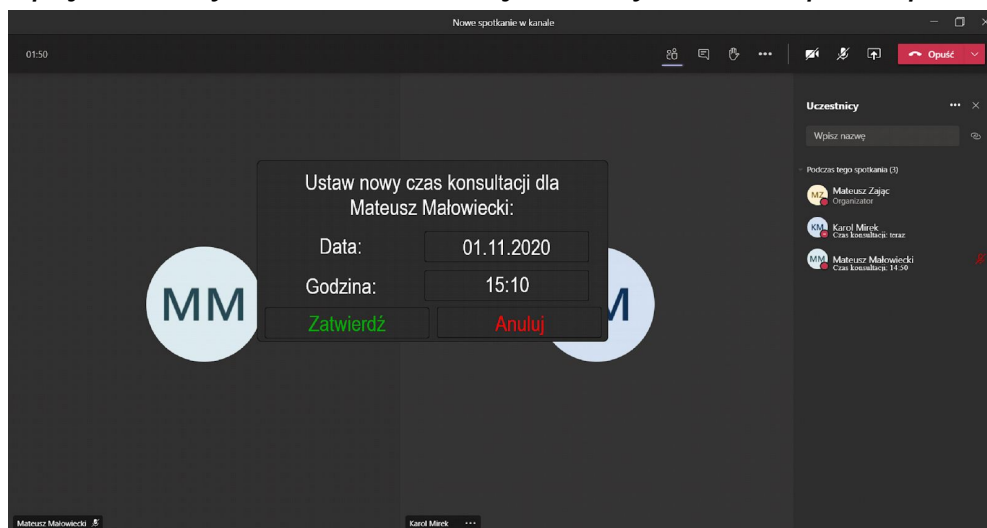 Nowe spotkanie w kanale
01:50
Opuść
Uczestnicy
Wpisz nazwę
Podczas tego spotkania (3)
MZ
Mateusz Zając
Organizator
KM
Karol Mirek
Czas konsultacji: teraz
MM
Mateusz Małowiecki
Czas konsultacji: 14:50
Ustaw nowy czas konsultacji dla
Mateusz Małowiecki:
Data: 01.11.2020
Godzina: 15:10
Zatwierdź Anuluj
MM
M
Mateusz Małowiecki
Karol Mirek